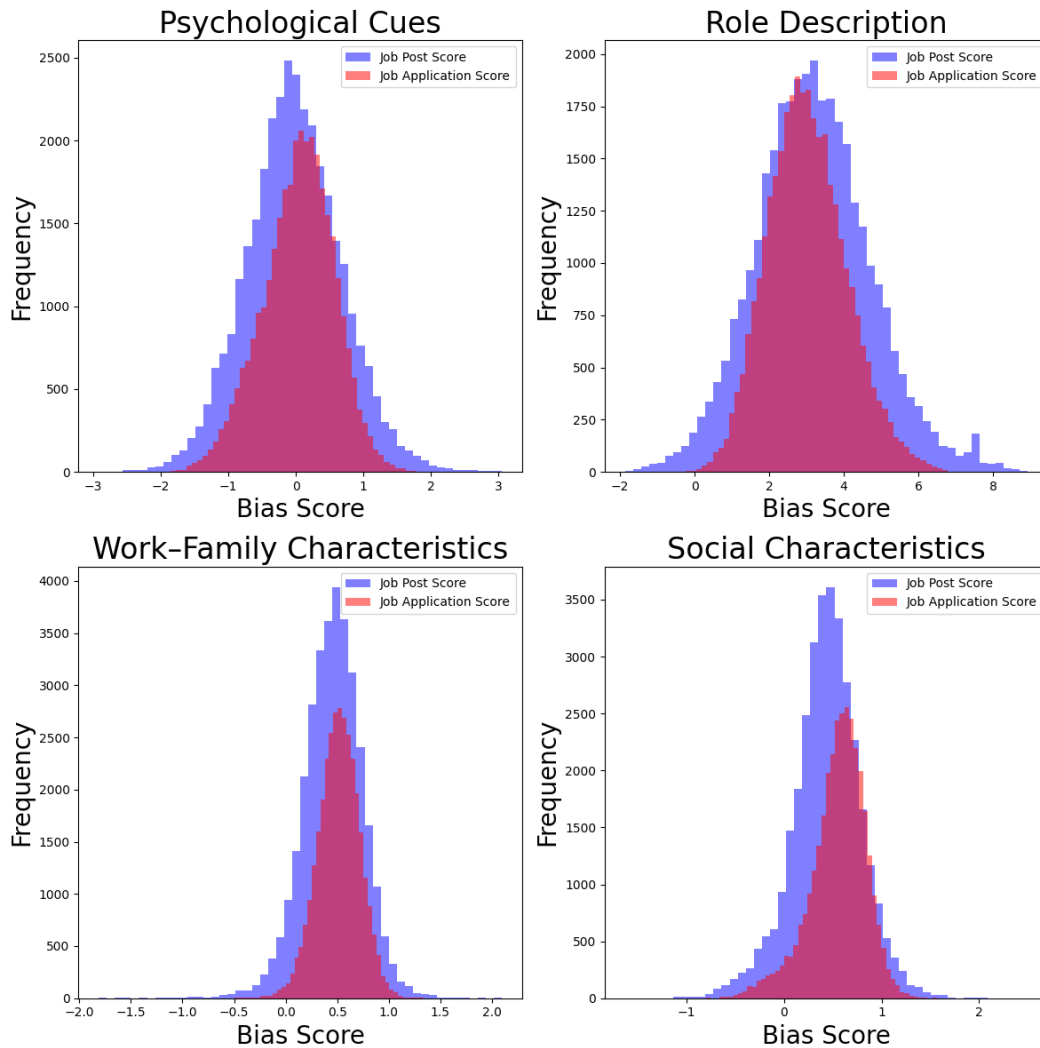 Psychological Cues
Job Post Score
Job Application Score
2500
2000
1500
1000
500
0
Frequency
−3
−2
−1
0
1
2
3
Bias Score
Role Description
Job Post Score
Job Application Score
2000
1750
1500
1250
1000
750
500
250
0
Frequency
−2
0
2
4
6
8
Bias Score
Work–Family Characteristics
Job Post Score
Job Application Score
4000
3500
3000
2500
2000
1500
1000
500
0
Frequency
−2.0
−1.5
−1.0
−0.5
0.0
0.5
1.0
1.5
2.0
Bias Score
Social Characteristics
Job Post Score
Job Application Score
3500
3000
2500
2000
1500
1000
500
0
Frequency
−1
0
1
2
Bias Score